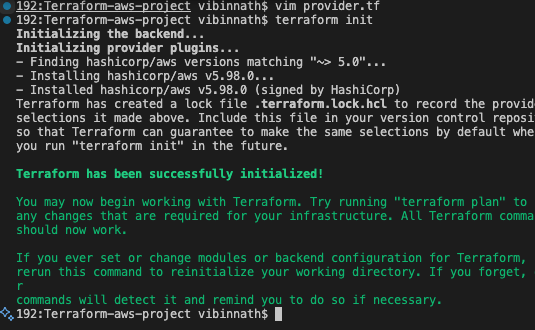 192:Terraform-aws-project vibinnath$ vim provider.tf
192:Terraform-aws-project vibinnath$ terraform init
Initializing the backend...
Initializing provider plugins...
- Finding hashicorp/aws versions matching "~> 5.0"...
- Installing hashicorp/aws v5.98.0...
- Installed hashicorp/aws v5.98.0 (signed by HashiCorp)
Terraform has created a lock file .terraform.lock.hcl to record the provid
selections it made above. Include this file in your version control reposi
so that Terraform can guarantee to make the same selections by default whe
you run "terraform init" in the future.
Terraform has been successfully initialized!
You may now begin working with Terraform. Try running "terraform plan" to
any changes that are required for your infrastructure. All Terraform comma
should now work.
If you ever set or change modules or backend configuration for Terraform,
rerun this command to reinitialize your working directory. If you forget,
r
commands will detect it and remind you to do so if necessary.
192:Terraform-aws-project vibinnath$